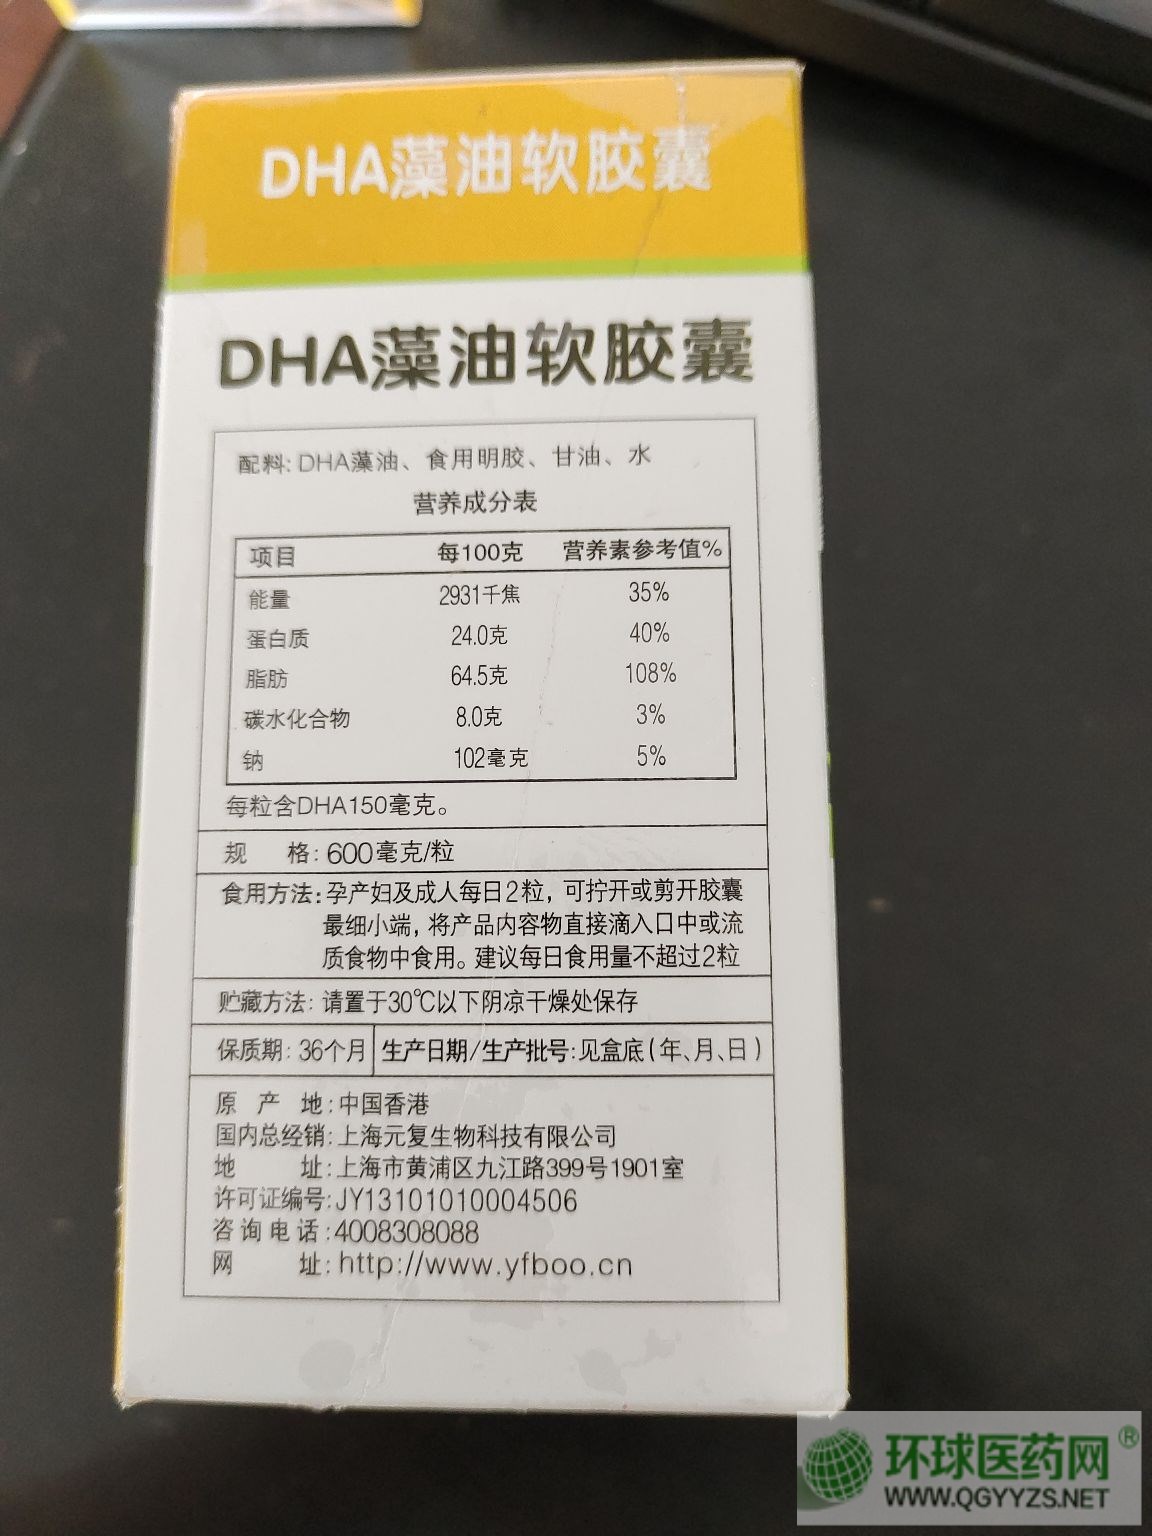 DHA藻油软胶囊
DHA藻油软胶囊
配料: DHA藻油、食用明胶、甘油、水
营养成分表
项目 每100克 营养素参考值%
能量 2931千焦 35%
蛋白质 24.0克 40%
脂肪 64.5克 108%
碳水化合物 8.0克 3%
钠 102毫克 5%
每粒含DHA150毫克。
规 格: 600毫克/粒
食用方法: 孕产妇及成人每日2粒, 可拧开或剪开胶囊
最细小端, 将产品内容物直接滴入口中或流
质食物中食用。建议每日食用量不超过2粒
贮藏方法: 请置于30℃以下阴凉干燥处保存
保质期: 36个月 生产日期/生产批号: 见盒底(年、月、日)
原 产 地: 中国香港
国内总经销: 上海元复生物科技有限公司
地 址: 上海市黄浦区九江路399号1901室
许可证编号: JY13101010004506
咨询电话: 4008308088
网 址: http://www.yfboo.cn
环球医药网®
WWW.QGYYZS.NET